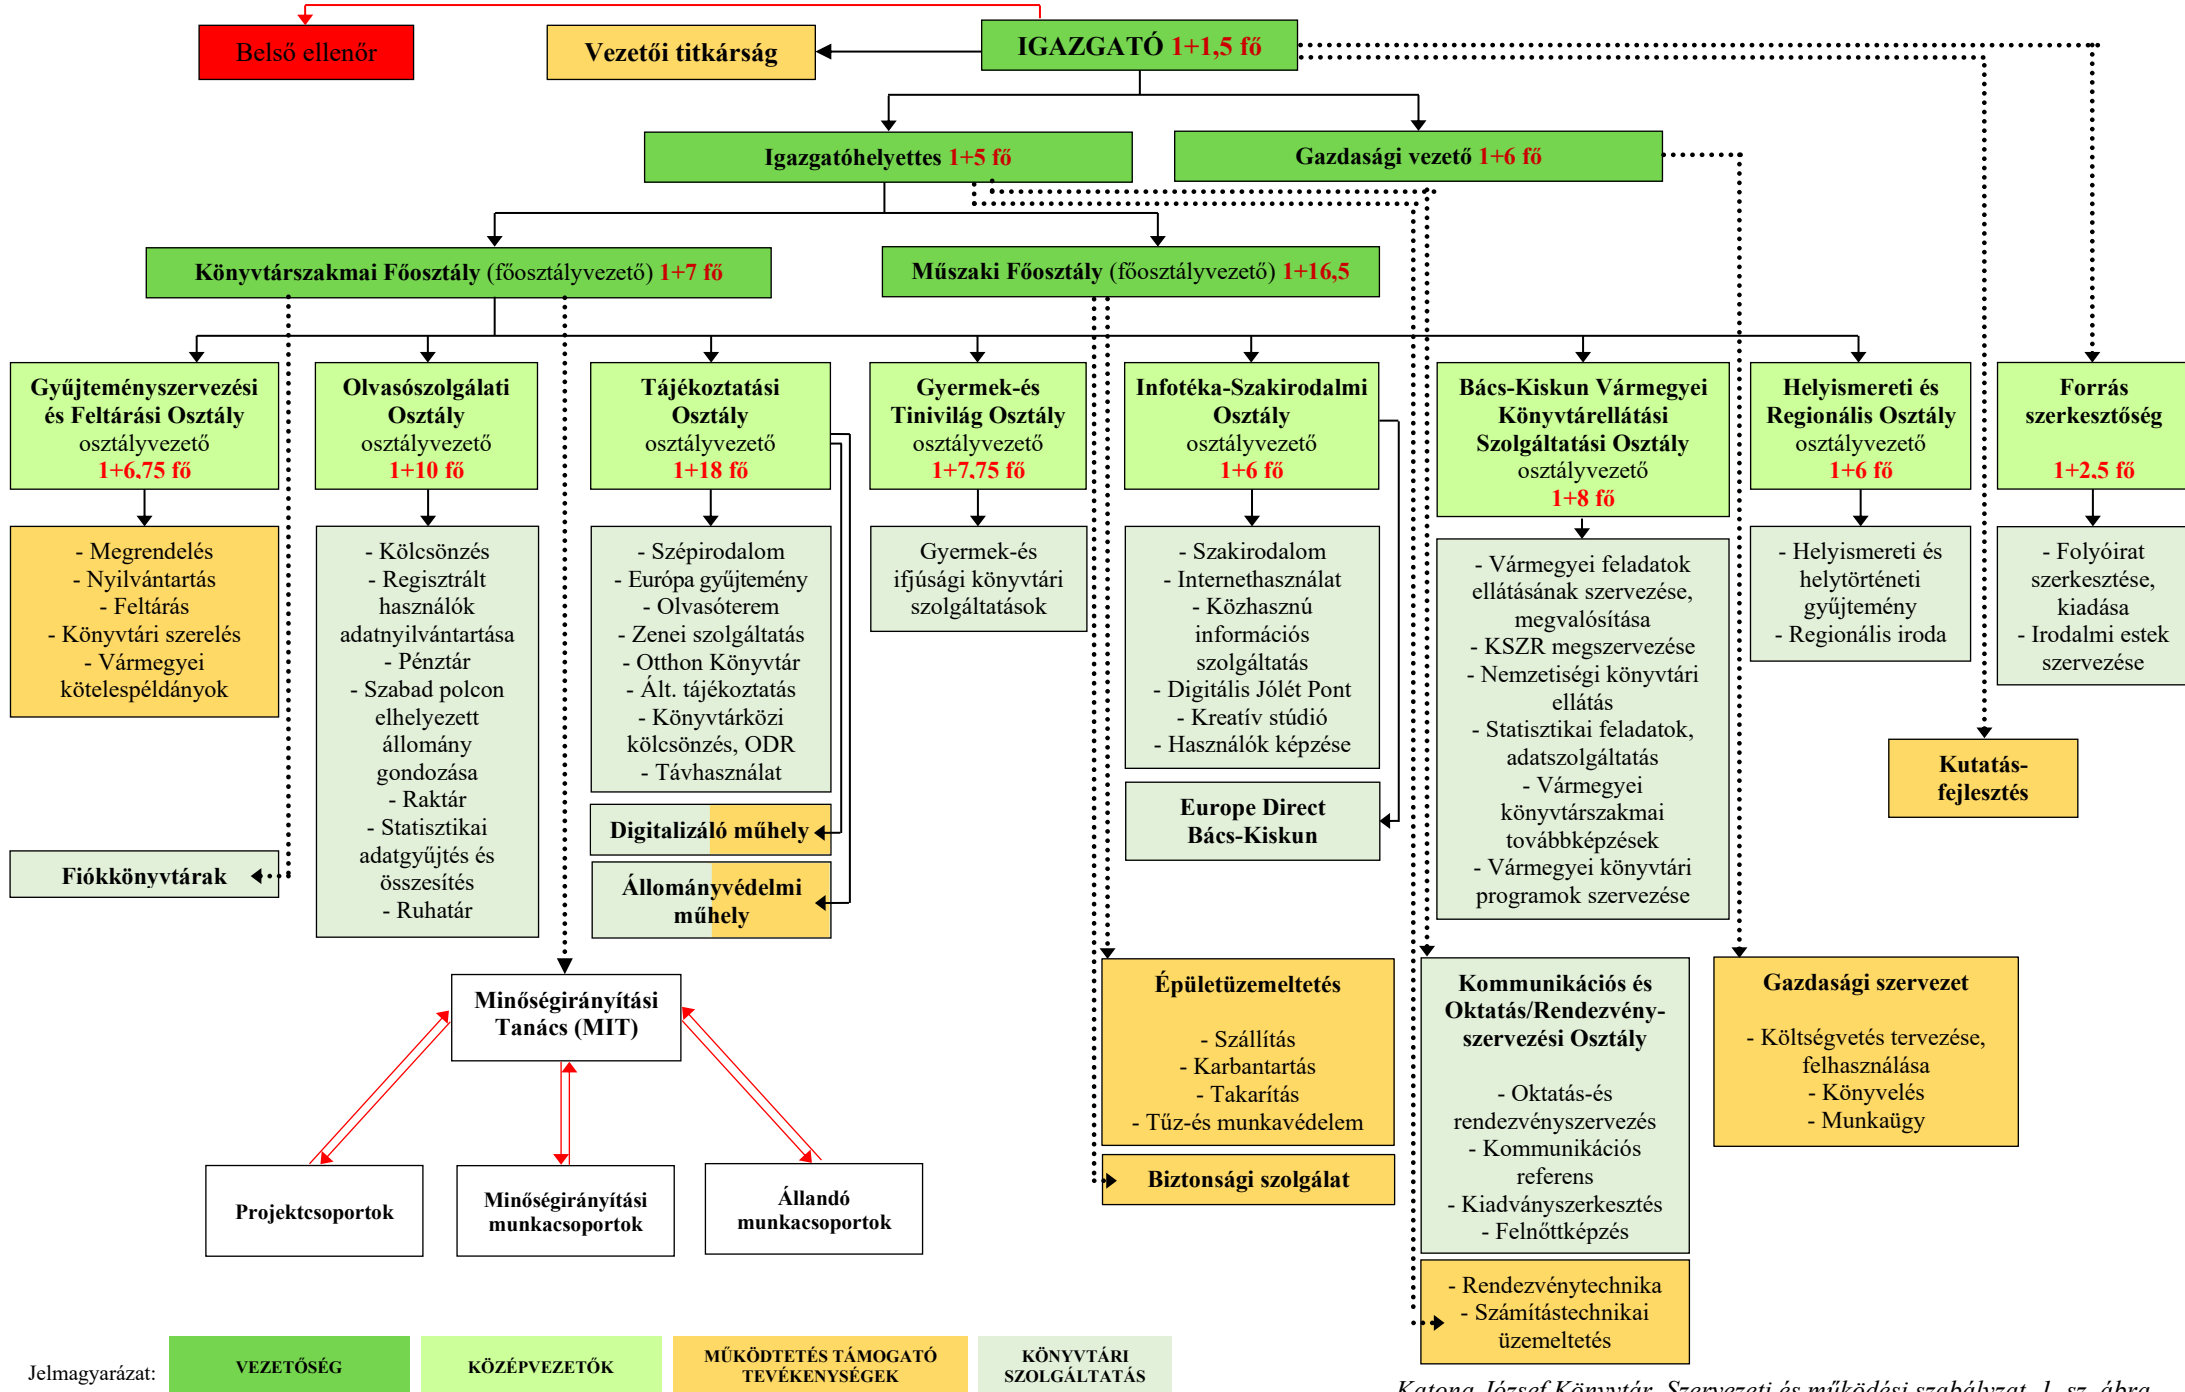 Belső ellenőr
Vezetői titkárság
IGAZGATÓ 1+1,5 fő
Igazgatóhelyettes 1+5 fő
Gazdasági vezető 1+6 fő
Könyvtárszakmai Főosztály (főosztályvezető) 1+7 fő
Műszaki Főosztály (főosztályvezető) 1+16,5
Gyűjteményszervezési
és Feltárási Osztály
osztályvezető
1+6,75 fő
Olvasószolgálati
Osztály
osztályvezető
1+10 fő
Tájékoztatási
Osztály
osztályvezető
1+18 fő
Gyermek-és
Tinivilág Osztály
osztályvezető
1+7,75 fő
Infotéka-Szakirodalmi
Osztály
osztályvezető
1+6 fő
Bács-Kiskun Vármegyei
Könyvtárellátási
Szolgáltatási Osztály
osztályvezető
1+8 fő
Helyismereti és
Regionális Osztály
osztályvezető
1+6 fő
Forrás
szerkesztőség
1+2,5 fő
- Megrendelés
- Nyilvántartás
- Feltárás
- Könyvtári szerelés
- Vármegyei
kötelespéldányok
- Kölcsönzés
- Regisztrált
használók
adatnyilvántartása
- Pénztár
- Szabad polcon
elhelyezett
állomány
gondozása
- Raktár
- Statisztikai
adatgyűjtés és
összesítés
- Ruhatár
- Szépirodalom
- Európa gyűjtemény
- Olvasóterem
- Zenei szolgáltatás
- Otthon Könyvtár
- Ált. tájékoztatás
- Könyvtárközi
kölcsönzés, ODR
- Távhasználat
Gyermek-és
ifjúsági könyvtári
szolgáltatások
- Szakirodalom
- Internethasználat
- Közhasznú
információs
szolgáltatás
- Digitális Jólét Pont
- Kreatív stúdió
- Használók képzése
- Vármegyei feladatok
ellátásának szervezése,
megvalósítása
- KSZR megszervezése
- Nemzetiségi könyvtári
ellátás
- Statisztikai feladatok,
adatszolgáltatás
- Vármegyei
könyvtárszakmai
továbbképzések
- Vármegyei könyvtári
programok szervezése
- Helyismereti és
helytörténeti
gyűjtemény
- Regionális iroda
- Folyóirat
szerkesztése,
kiadása
- Irodalmi estek
szervezése
Kutatás-
fejlesztés
Digitalizáló műhely
Europe Direct
Bács-Kiskun
Fiókkönyvtárak
Állományvédelmi
műhely
Minőségirányítási
Tanács (MIT)
Épületüzemeltetés
- Szállítás
- Karbantartás
- Takarítás
- Tűz-és munkavédelem
Biztonsági szolgálat
Kommunikációs és
Oktatás/Rendezvény-
szervezési Osztály
- Oktatás-és
rendezvényszervezés
- Kommunikációs
referens
- Kiadványszerkesztés
- Felnőttképzés
- Rendezvénytechnika
- Számítástechnikai
üzemeltetés
Gazdasági szervezet
- Költségvetés tervezése,
felhasználása
- Könyvelés
- Munkaügy
Projektcsoportok
Minőségirányítási
munkacsoportok
Állandó
munkacsoportok
Jelmagyarázat:
VEZETŐSÉG
KÖZÉPVEZETŐK
MŰKÖDTETÉS TÁMOGATÓ
TEVÉKENYSÉGEK
KÖNYVTÁRI
SZOLGÁLTATÁS
Katona József Könyvtár, Szervezeti és működési szabályzat, 1. sz. ábra